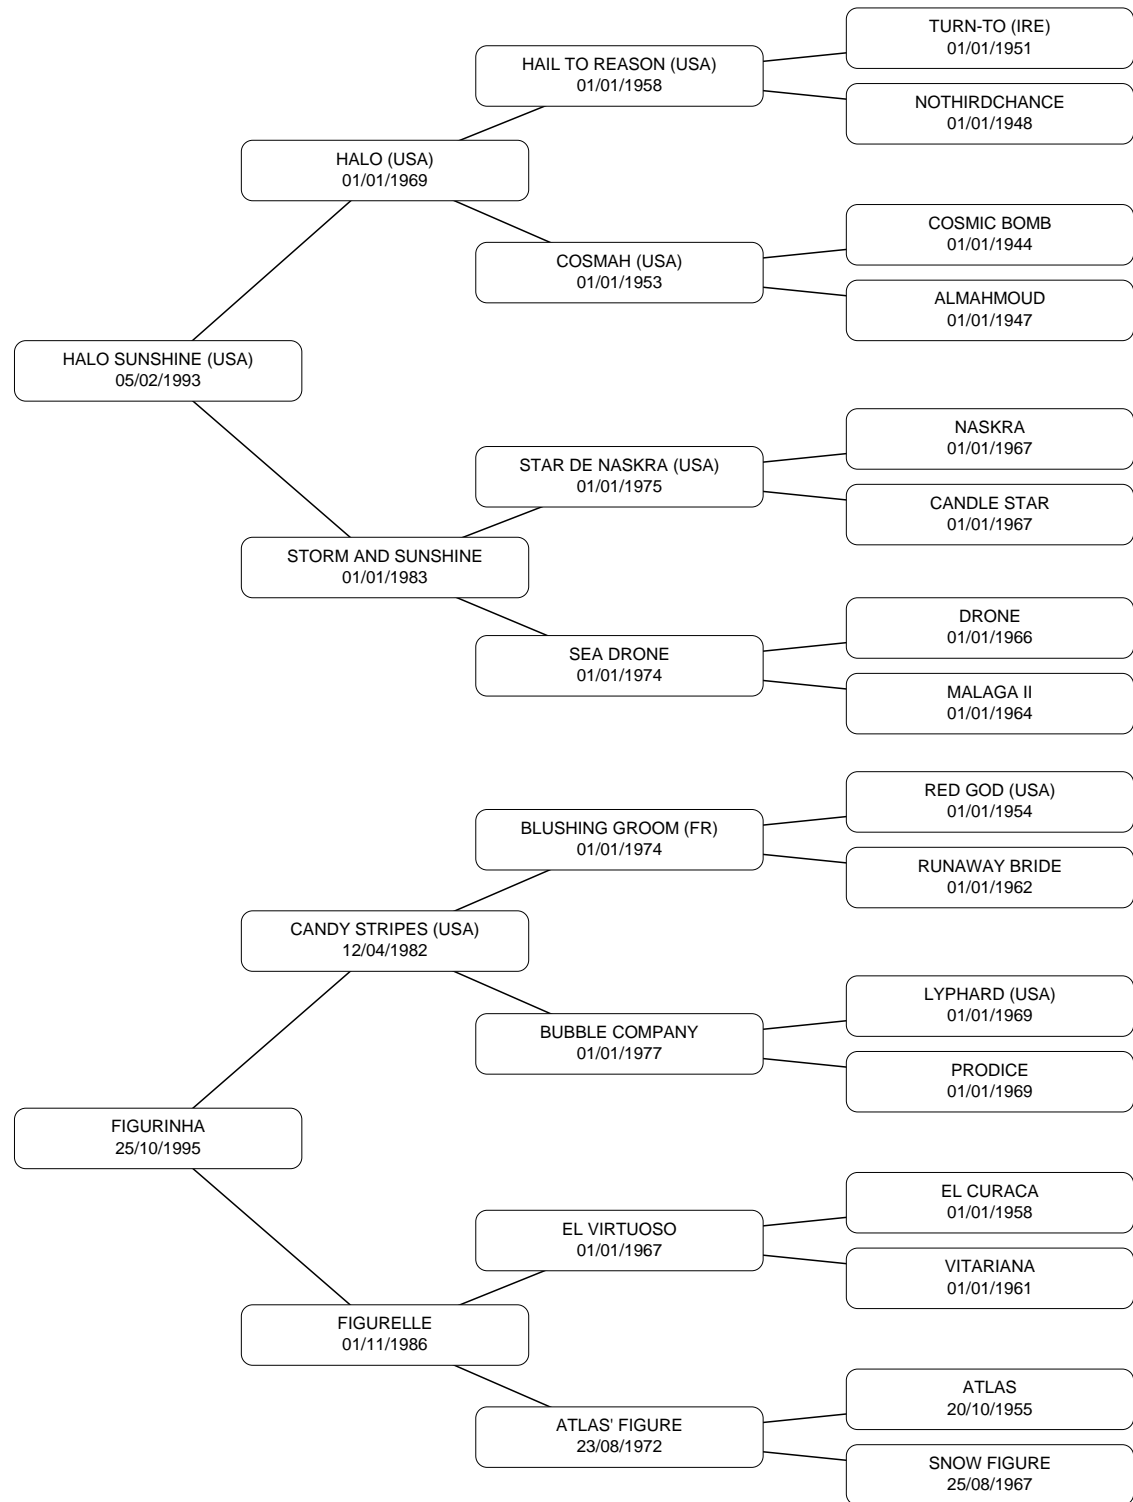 TURN-TO (IRE)
01/01/1951
HAIL TO REASON (USA)
01/01/1958
NOTHIRDCHANCE
01/01/1948
HALO (USA)
01/01/1969
COSMIC BOMB
01/01/1944
COSMAH (USA)
01/01/1953
ALMAHMOUD
01/01/1947
HALO SUNSHINE (USA)
05/02/1993
NASKRA
01/01/1967
STAR DE NASKRA (USA)
01/01/1975
CANDLE STAR
01/01/1967
STORM AND SUNSHINE
01/01/1983
DRONE
01/01/1966
SEA DRONE
01/01/1974
MALAGA II
01/01/1964
RED GOD (USA)
01/01/1954
BLUSHING GROOM (FR)
01/01/1974
RUNAWAY BRIDE
01/01/1962
CANDY STRIPES (USA)
12/04/1982
LYPHARD (USA)
01/01/1969
BUBBLE COMPANY
01/01/1977
PRODICE
01/01/1969
FIGURINHA
25/10/1995
EL CURACA
01/01/1958
EL VIRTUOSO
01/01/1967
VITARIANA
01/01/1961
FIGURELLE
01/11/1986
ATLAS
20/10/1955
ATLAS' FIGURE
23/08/1972
SNOW FIGURE
25/08/1967